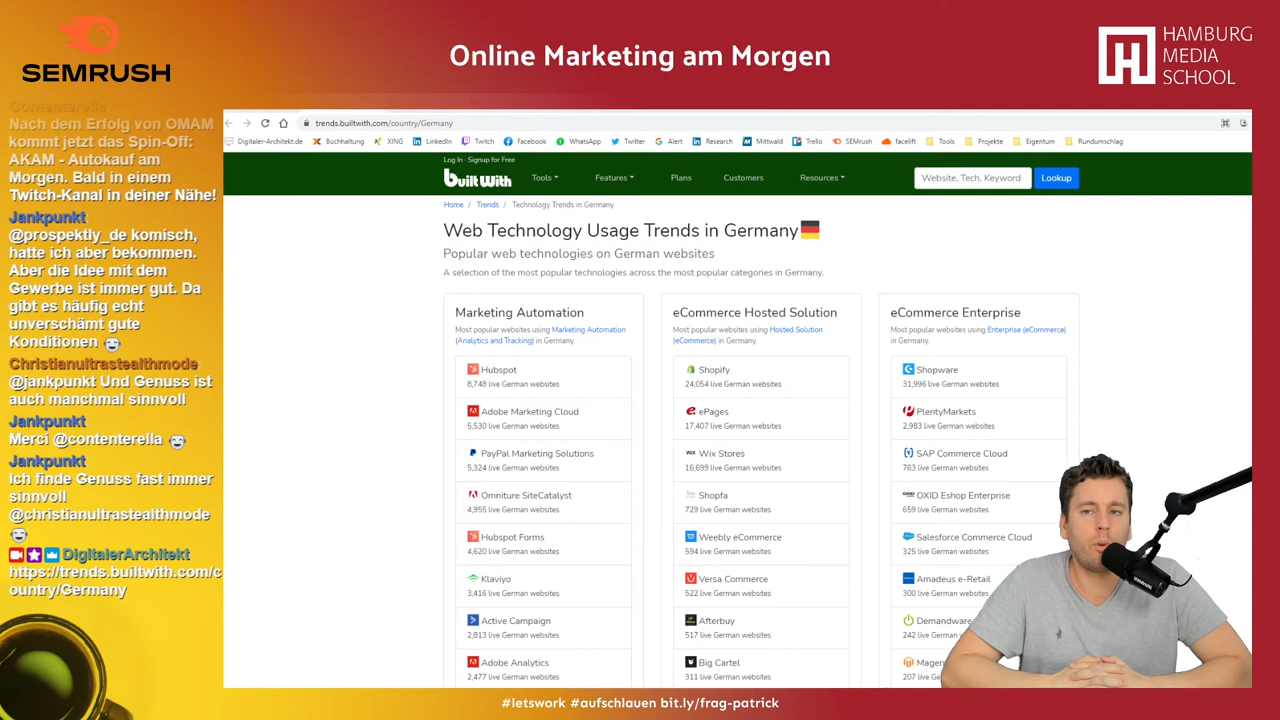 SEMRUSH
Online Marketing am Morgen
HAMBURG
MEDIA
SCHOOL
Contenterella
Nach dem Erfolg von OMAM
kommt jetzt das Spin-Off:
AKAM - Autokauf am
Morgen. Bald in einem
Twitch-Kanal in deiner Nähe!
Jankpunkt
@prospektly_de komisch,
hatte ich aber bekommen.
Aber die Idee mit dem
Gewerbe ist immer gut. Da
gibt es häufig echt
unverschämt gute
Konditionen
Christianultrastealthmode
@jankpunkt Und Genuss ist
auch manchmal sinnvoll
Jankpunkt
Merci @contenterella
Jankpunkt
Ich finde Genuss fast immer
sinnvoll
@christianultrastealthmode
DigitalerArchitekt
https://trends.builtwith.com/c
ountry/Germany
trends.builtwith.com/country/Germany
Digitaler-Architekt.de Buchhaltung XING LinkedIn Twitch Facebook WhatsApp Twitter Alert Research Mittwald Trello SEMrush facelift Tools Projekte Eigentum Rundumschlag
Log In · Signup for Free
built With Tools Features Plans Customers Resources Website, Tech, Keyword Lookup
Home / Trends / Technology Trends in Germany
Web Technology Usage Trends in Germany
Popular web technologies on German websites
A selection of the most popular technologies across the most popular categories in Germany.
Marketing Automation
Most popular websites using Marketing Automation
(Analytics and Tracking) in Germany.
Hubspot
8,748 live German websites
Adobe Marketing Cloud
5,530 live German websites
PayPal Marketing Solutions
5,324 live German websites
Omniture SiteCatalyst
4,955 live German websites
Hubspot Forms
4,620 live German websites
Klaviyo
3,416 live German websites
Active Campaign
2,813 live German websites
Adobe Analytics
2,477 live German websites
eCommerce Hosted Solution
Most popular websites using Hosted Solution
(eCommerce) in Germany.
Shopify
24,054 live German websites
ePages
17,407 live German websites
WIX Wix Stores
16,699 live German websites
Shopfa
729 live German websites
Weebly eCommerce
594 live German websites
Versa Commerce
522 live German websites
Afterbuy
517 live German websites
Big Cartel
311 live German websites
eCommerce Enterprise
Most popular websites using Enterprise (eCommerce)
in Germany.
Shopware
31,996 live German websites
PlentyMarkets
2,983 live German websites
SAP Commerce Cloud
763 live German websites
OXID OXID Eshop Enterprise
659 live German websites
Salesforce Commerce Cloud
325 live German websites
Amadeus e-Retail
300 live German
Demandware
242 live German
Magen
207 live Ger
#letswork #aufschlauen bit.ly/frag-patrick